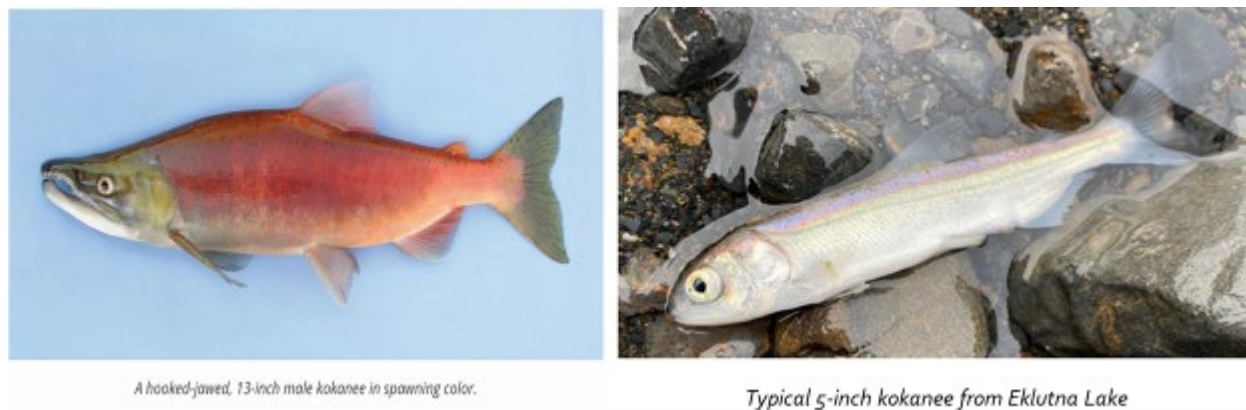 A hooked-jawed, 13-inch male kokanee in spawning color.
Typical 5-inch kokanee from Eklutna Lake